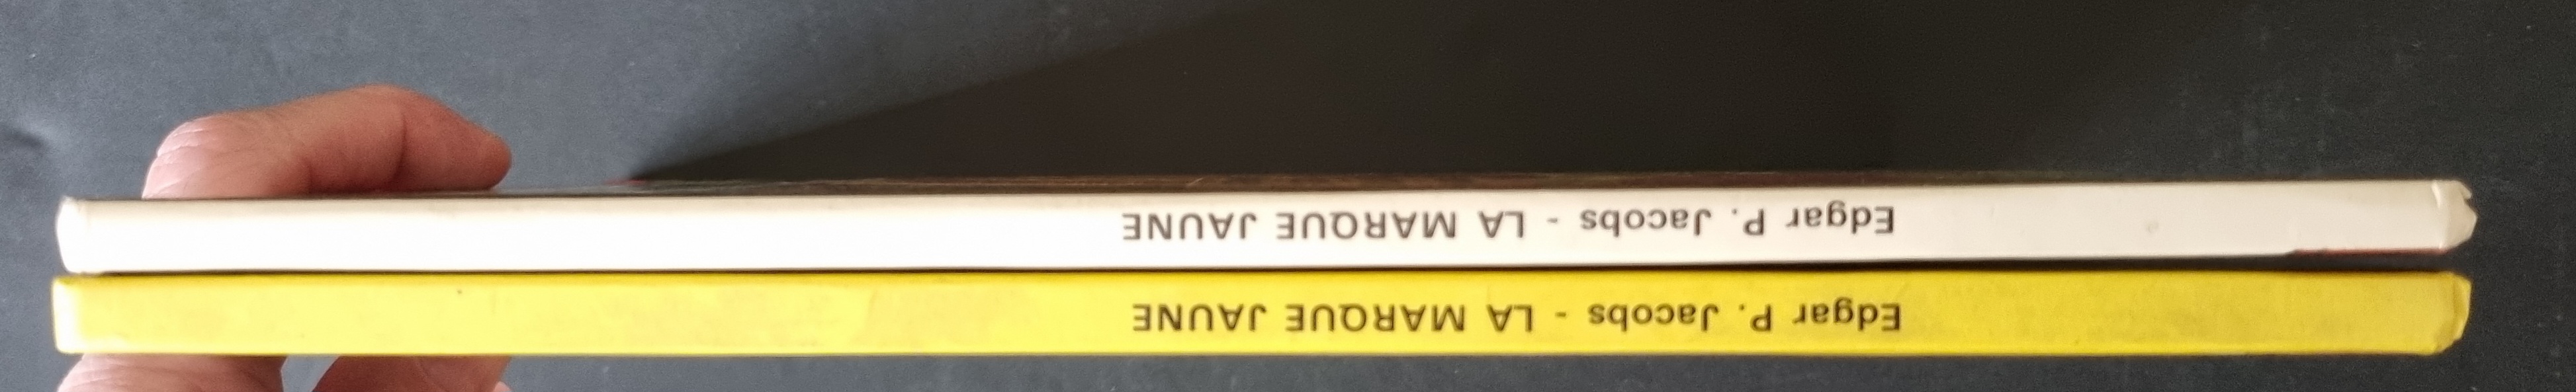 Edgar P. Jacobs - LA MARQUE JAUNE
Edgar P. Jacobs - LA MARQUE JAUNE